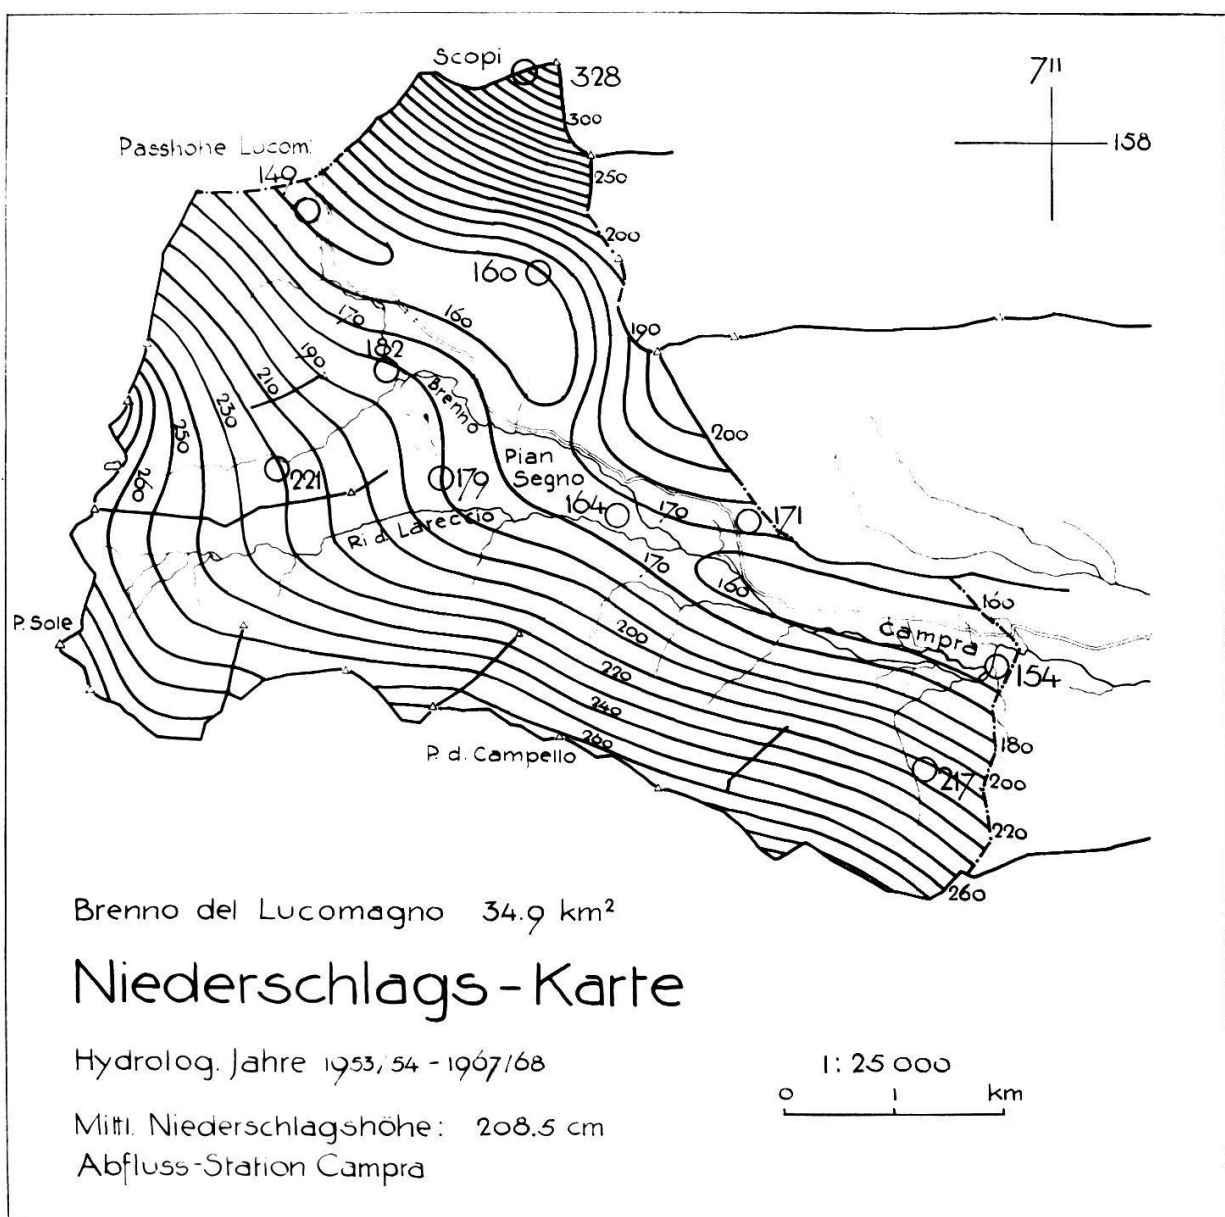 Scopi
328
7"
300
158
Passhöhe Lucom.
149
250
200
160
160
190
170
182
190
210
Brenno
230
200
250
260
221
179
Pian
Segno
164
170
171
Ri d. Lareccio
170
160
160
P. Sole
200
Campra
154
220
240
260
180
P. d. Campello
217
200
220
260
Brenno del Lucomagno 34.9 km²
Niederschlags-Karte
Hydrolog. Jahre 1953/54 - 1967/68
1: 25 000
0 1 km
Mittl. Niederschlagshöhe: 208.5 cm
Abfluss-Station Campra